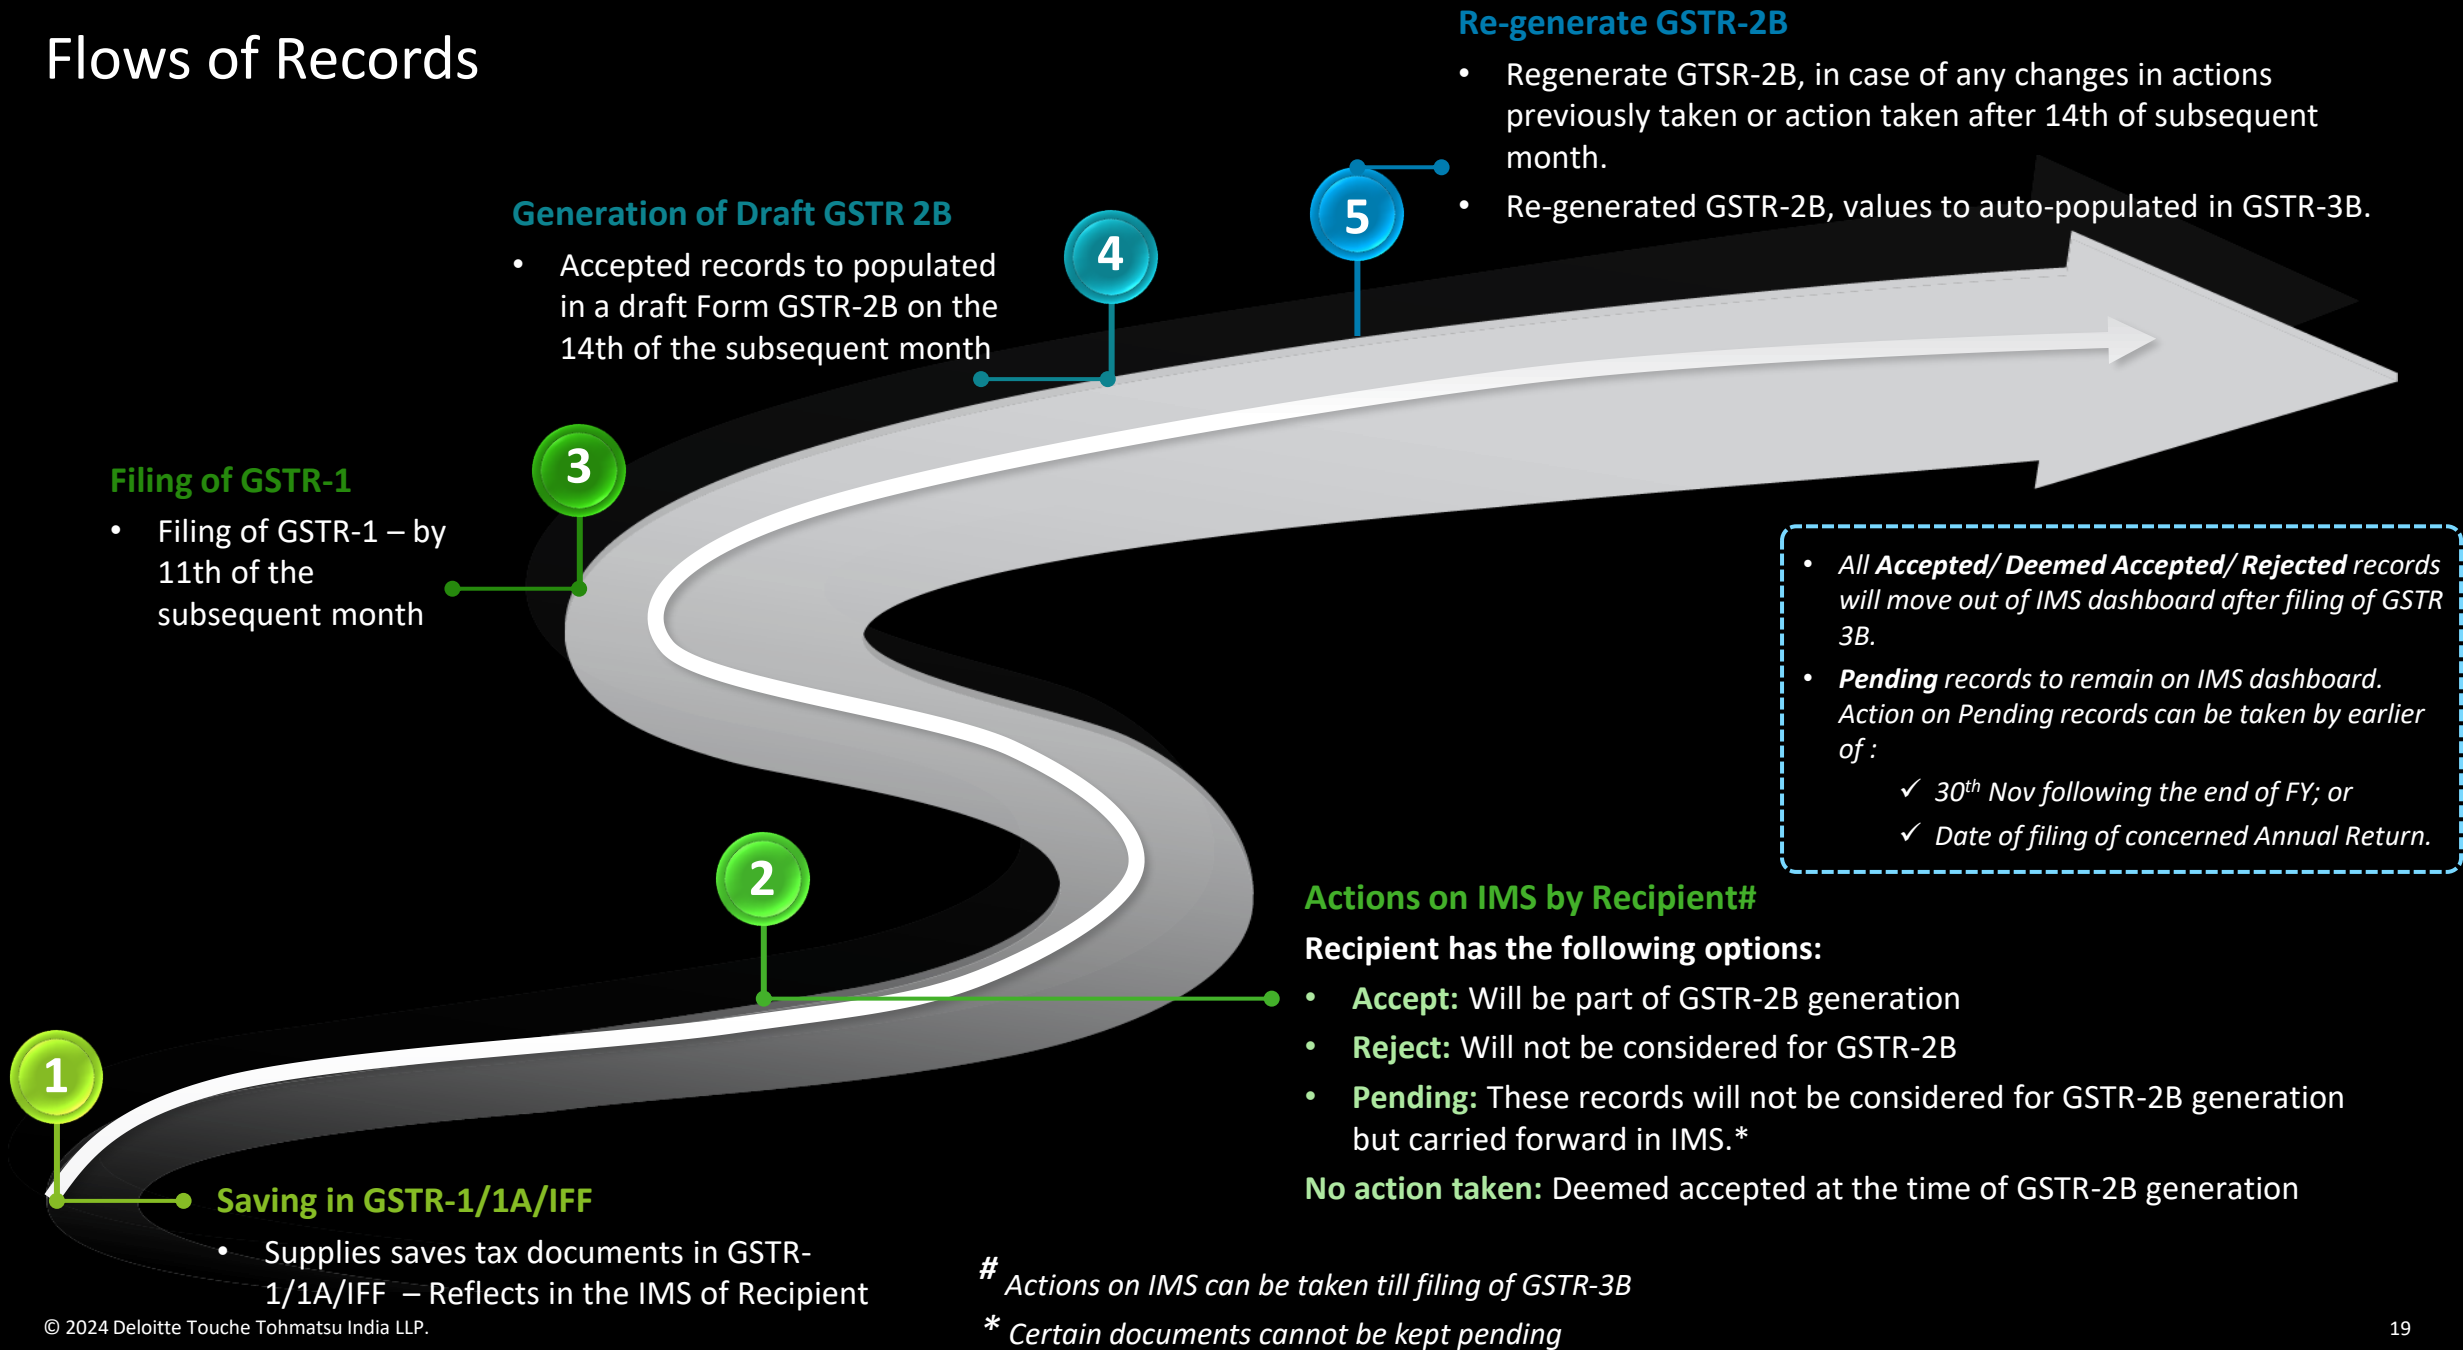 Flows of Records
Re-generate GSTR-2B
• Regenerate GTSR-2B, in case of any changes in actions
previously taken or action taken after 14th of subsequent
month.
• Re-generated GSTR-2B, values to auto-populated in GSTR-3B.
5
Generation of Draft GSTR 2B
• Accepted records to populated
in a draft Form GSTR-2B on the
14th of the subsequent month
4
Filing of GSTR-1
• Filing of GSTR-1 – by
11th of the
subsequent month
3
• All Accepted/ Deemed Accepted/ Rejected records
will move out of IMS dashboard after filing of GSTR
3B.
• Pending records to remain on IMS dashboard.
Action on Pending records can be taken by earlier
of :
✓ 30th Nov following the end of FY; or
✓ Date of filing of concerned Annual Return.
2
Actions on IMS by Recipient#
Recipient has the following options:
• Accept: Will be part of GSTR-2B generation
• Reject: Will not be considered for GSTR-2B
• Pending: These records will not be considered for GSTR-2B generation
but carried forward in IMS.*
No action taken: Deemed accepted at the time of GSTR-2B generation
1
Saving in GSTR-1/1A/IFF
• Supplies saves tax documents in GSTR-
1/1A/IFF – Reflects in the IMS of Recipient
# Actions on IMS can be taken till filing of GSTR-3B
* Certain documents cannot be kept pending
© 2024 Deloitte Touche Tohmatsu India LLP.
19